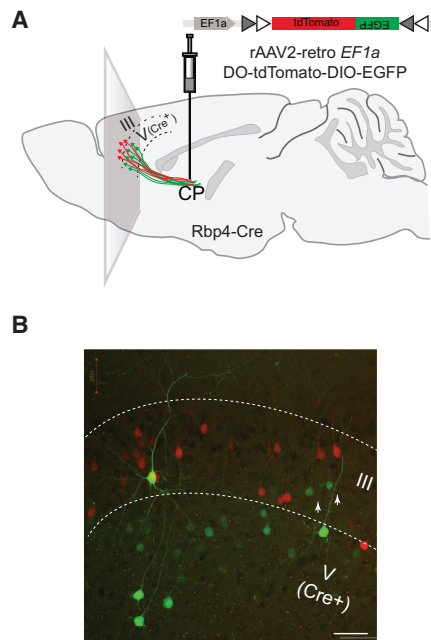 A
EF1a
tdTomato
EGFP
rAAV2-retro EF1a
DO-tdTomato-DIO-EGFP
III
V(Cre+)
CP
Rbp4-Cre
B
III
V
(Cre+)